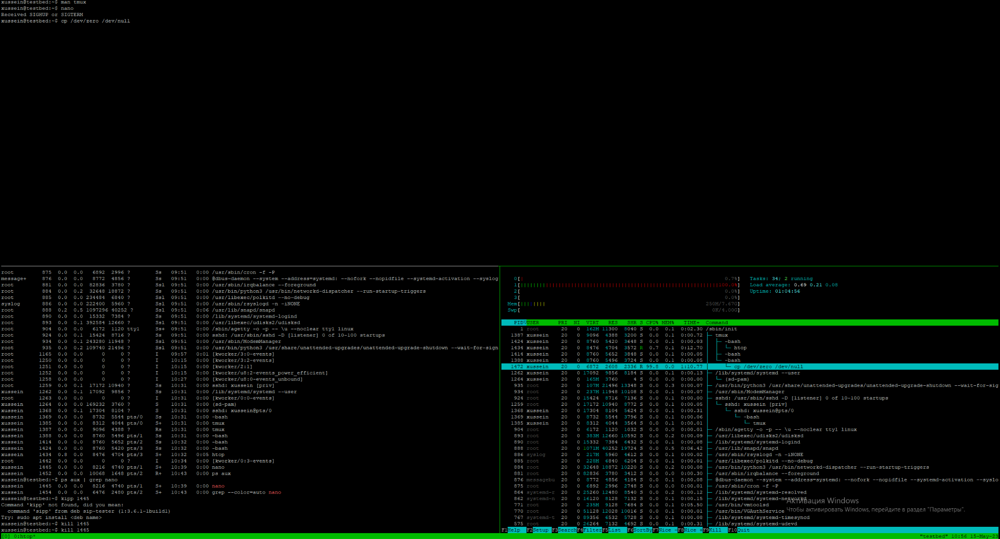 xussein@testbed:~$ man tmux
xussein@testbed:~$ nano
Received SIGHUP or SIGTERM
xussein@testbed:~$ cp /dev/zero /dev/null
root 875 0.0 0.0 6892 2996 ? Ss 09:51 0:00 /usr/sbin/cron -f -P
message+ 876 0.0 0.0 8772 4856 ? Ss 09:51 0:00 @dbus-daemon --system --address=systemd: --nofork --nopidfile --systemd-activation --syslog
root 881 0.0 0.0 82836 3780 ? Ssl 09:51 0:00 /usr/sbin/irqbalance --foreground
root 884 0.0 0.2 32648 18872 ? Ss 09:51 0:00 /usr/bin/python3 /usr/bin/networkd-dispatcher --run-startup-triggers
root 885 0.0 0.0 234484 6840 ? Ssl 09:51 0:00 /usr/libexec/polkitd --no-debug
syslog 886 0.0 0.0 222400 5960 ? Ssl 09:51 0:00 /usr/sbin/rsyslogd -n -iNONE
root 888 0.2 0.5 1097296 40252 ? Ssl 09:51 0:06 /usr/lib/snapd/snapd
root 890 0.0 0.0 15332 7384 ? Ss 09:51 0:00 /lib/systemd/systemd-logind
root 893 0.0 0.1 392584 12660 ? Ssl 09:51 0:00 /usr/libexec/udisks2/udisksd
root 904 0.0 0.0 6172 1120 tty1 Ss+ 09:51 0:00 /sbin/agetty -o -p -- \u --noclear tty1 linux
root 924 0.0 0.1 15424 8716 ? Ss 09:51 0:00 sshd: /usr/sbin/sshd -D [listener] 0 of 10-100 startups
root 934 0.0 0.1 243280 11948 ? Ssl 09:51 0:00 /usr/sbin/ModemManager
root 935 0.0 0.2 109740 21496 ? Ssl 09:51 0:00 /usr/bin/python3 /usr/share/unattended-upgrades/unattended-upgrade-shutdown --wait-for-sign
root 1165 0.0 0.0 0 0 ? I 09:57 0:01 [kworker/3:0-events]
root 1250 0.0 0.0 0 0 ? I 10:15 0:00 [kworker/3:2-events]
root 1251 0.0 0.0 0 0 ? I 10:15 0:00 [kworker/2:1]
root 1252 0.0 0.0 0 0 ? I 10:15 0:00 [kworker/u8:2-events_power_efficient]
root 1258 0.0 0.0 0 0 ? I 10:27 0:00 [kworker/u8:0-events_unbound]
root 1259 0.0 0.1 17172 10940 ? Ss 10:31 0:00 sshd: xussein [priv]
xussein 1262 0.0 0.1 17092 9856 ? Ss 10:31 0:00 /lib/systemd/systemd --user
root 1263 0.0 0.0 0 0 ? I 10:31 0:00 [kworker/0:0-events]
xussein 1264 0.0 0.0 169232 3760 ? S 10:31 0:00 (sd-pam)
xussein 1368 0.0 0.1 17304 8104 ? S 10:31 0:00 sshd: xussein@pts/0
xussein 1369 0.0 0.0 8732 5544 pts/0 Ss 10:31 0:00 -bash
xussein 1385 0.0 0.0 8312 4044 pts/0 S+ 10:31 0:00 tmux
xussein 1387 0.0 0.0 9096 4388 ? Rs 10:31 0:00 tmux
xussein 1388 0.0 0.0 8760 5496 pts/1 Ss 10:31 0:00 -bash
xussein 1414 0.0 0.0 8760 5652 pts/2 Ss 10:32 0:00 -bash
xussein 1424 0.0 0.0 8760 5420 pts/3 Ss 10:32 0:00 -bash
xussein 1434 0.8 0.0 8476 4704 pts/3 S+ 10:32 0:05 htop
root 1442 0.0 0.0 0 0 ? I 10:34 0:00 [kworker/0:3-events]
xussein 1445 0.0 0.0 8216 4740 pts/1 S+ 10:39 0:00 nano
xussein 1452 0.0 0.0 10068 1648 pts/2 R+ 10:43 0:00 ps aux
xussein@testbed:~$ ps aux | grep nano
xussein 1445 0.0 0.0 8216 4740 pts/1 S+ 10:39 0:00 nano
xussein 1454 0.0 0.0 6476 2480 pts/2 S+ 10:43 0:00 grep --color=auto nano
xussein@testbed:~$ kipp 1445
Command 'kipp' not found, did you mean:
command 'sipp' from deb sip-tester (1:3.6.1-1build1)
Try: sudo apt install <deb name>
xussein@testbed:~$ kill 1445
xussein@testbed:~$ kill 1445
0[| 0.7%] Tasks: 34; 2 running
1[|||||||||||||||||||||||||||||||||||||||||||||||||||100.0%] Load average: 0.69 0.21 0.08
2[ 0.0%] Uptime: 01:04:56
3[ 0.0%]
Mem[||||||||| 250M/7.67G]
Swp[ 0K/4.00G]
PID▽USER PRI NI VIRT RES SHR S CPU% MEM% TIME+ Command
1 root 20 0 162M 11300 8040 S 0.0 0.1 0:02.30 /sbin/init
1387 xussein 20 0 9096 4388 3200 S 0.0 0.1 0:00.72 ├─ tmux
1424 xussein 20 0 8760 5420 3648 S 0.0 0.1 0:00.03 │ ├─ -bash
1434 xussein 20 0 8476 4704 3572 R 0.7 0.1 0:12.70 │ │ └─ htop
1414 xussein 20 0 8760 5652 3848 S 0.0 0.1 0:00.05 │ ├─ -bash
1388 xussein 20 0 8760 5496 3724 S 0.0 0.1 0:00.05 │ └─ -bash
1472 xussein 20 0 6872 2608 2336 R 99.8 0.0 1:10.77 │ └─ cp /dev/zero /dev/null
1262 xussein 20 0 17092 9856 8184 S 0.0 0.1 0:00.13 ├─ /lib/systemd/systemd --user
1264 xussein 20 0 165M 3760 4 S 0.0 0.0 0:00.00 │ └─ (sd-pam)
935 root 20 0 107M 21496 13348 S 0.0 0.3 0:00.07 ├─ /usr/bin/python3 /usr/share/unattended-upgrades/unattended-upgrade-shutdown --wait-for-sig
934 root 20 0 237M 11948 10108 S 0.0 0.1 0:00.07 ├─ /usr/sbin/ModemManager
924 root 20 0 15424 8716 7136 S 0.0 0.1 0:00.00 ├─ sshd: /usr/sbin/sshd -D [listener] 0 of 10-100 startups
1259 root 20 0 17172 10940 8772 S 0.0 0.1 0:00.05 │ └─ sshd: xussein [priv]
1368 xussein 20 0 17304 8104 5624 S 0.0 0.1 0:00.31 │ └─ sshd: xussein@pts/0
1369 xussein 20 0 8732 5544 3796 S 0.0 0.1 0:00.06 │ └─ -bash
1385 xussein 20 0 8312 4044 3564 S 0.0 0.1 0:00.01 │ └─ tmux
904 root 20 0 6172 1120 1032 S 0.0 0.0 0:00.01 ├─ /sbin/agetty -o -p -- \u --noclear tty1 linux
893 root 20 0 383M 12660 10592 S 0.0 0.2 0:00.09 ├─ /usr/libexec/udisks2/udisksd
890 root 20 0 15332 7384 6432 S 0.0 0.1 0:00.08 ├─ /lib/systemd/systemd-logind
888 root 20 0 1071M 40252 19724 S 0.0 0.5 0:06.42 ├─ /usr/lib/snapd/snapd
886 syslog 20 0 217M 5960 4612 S 0.0 0.1 0:00.02 ├─ /usr/sbin/rsyslogd -n -iNONE
885 root 20 0 228M 6840 6204 S 0.0 0.1 0:00.01 ├─ /usr/libexec/polkitd --no-debug
884 root 20 0 32648 18872 10220 S 0.0 0.2 0:00.08 ├─ /usr/bin/python3 /usr/bin/networkd-dispatcher --run-startup-triggers
881 root 20 0 82836 3780 3412 S 0.0 0.0 0:00.30 ├─ /usr/sbin/irqbalance --foreground
876 messagebu 20 0 8772 4856 4184 S 0.0 0.1 0:00.08 ├─ @dbus-daemon --system --address=systemd: --nofork --nopidfile --systemd-activation --syslo
875 root 20 0 6892 2996 2748 S 0.0 0.0 0:00.01 ├─ /usr/sbin/cron -f -P
864 systemd-r 20 0 25260 12480 8540 S 0.0 0.2 0:00.12 ├─ /lib/systemd/systemd-resolved
862 systemd-n 20 0 16120 8128 7132 S 0.0 0.1 0:00.15 ├─ /lib/systemd/systemd-networkd
771 root 20 0 235M 9128 7684 S 0.0 0.1 0:05.50 ├─ /usr/bin/vmtoolsd
770 root 20 0 51128 12028 10016 S 0.0 0.1 0:00.01 ├─ /usr/bin/VGAuthService
767 systemd-t 20 0 89356 6532 5728 S 0.0 0.1 0:00.08 ├─ /lib/systemd/systemd-timesyncd
575 root 20 0 26264 7132 4692 S 0.0 0.1 0:00.31 ├─ /lib/systemd/systemd-udevd
F1Help F2Setup F3SearchF4FilterF5List F6SortByF7Nice -F8Nice +F9Kill F10Quit
Активация Windows
Чтобы активировать Windows, перейдите в раздел "Параметры".
[0] 0:htop* "testbed" 10:56 15-May-23